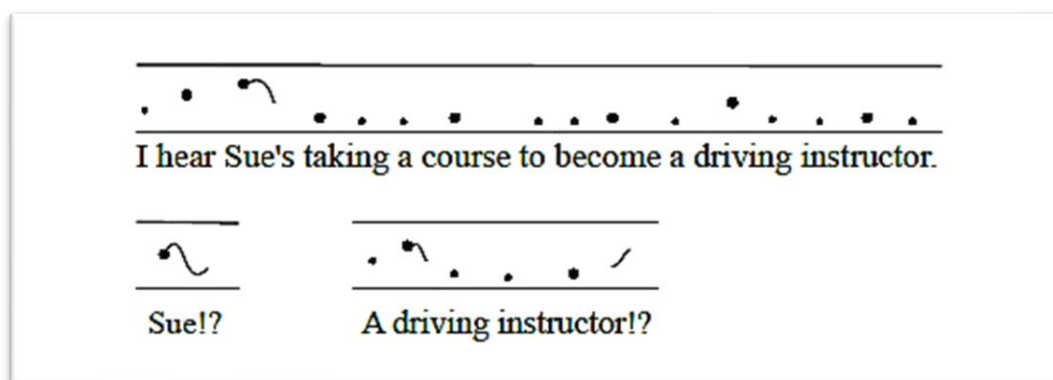 I hear Sue's taking a course to become a driving instructor.
Sue!? A driving instructor!?